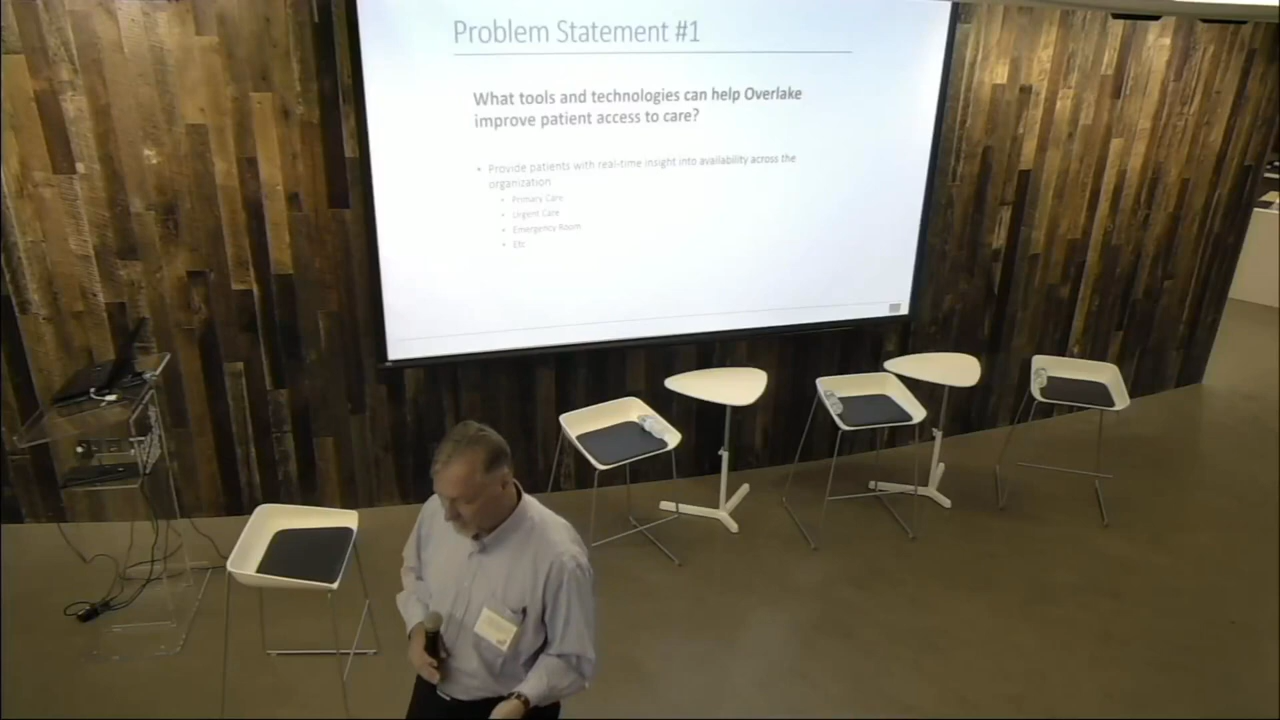 Problem Statement #1
What tools and technologies can help Overlake
improve patient access to care?
• Provide patients with real-time insight into availability across the
organization
• Primary Care
• Urgent Care
• Emergency Room
• Etc